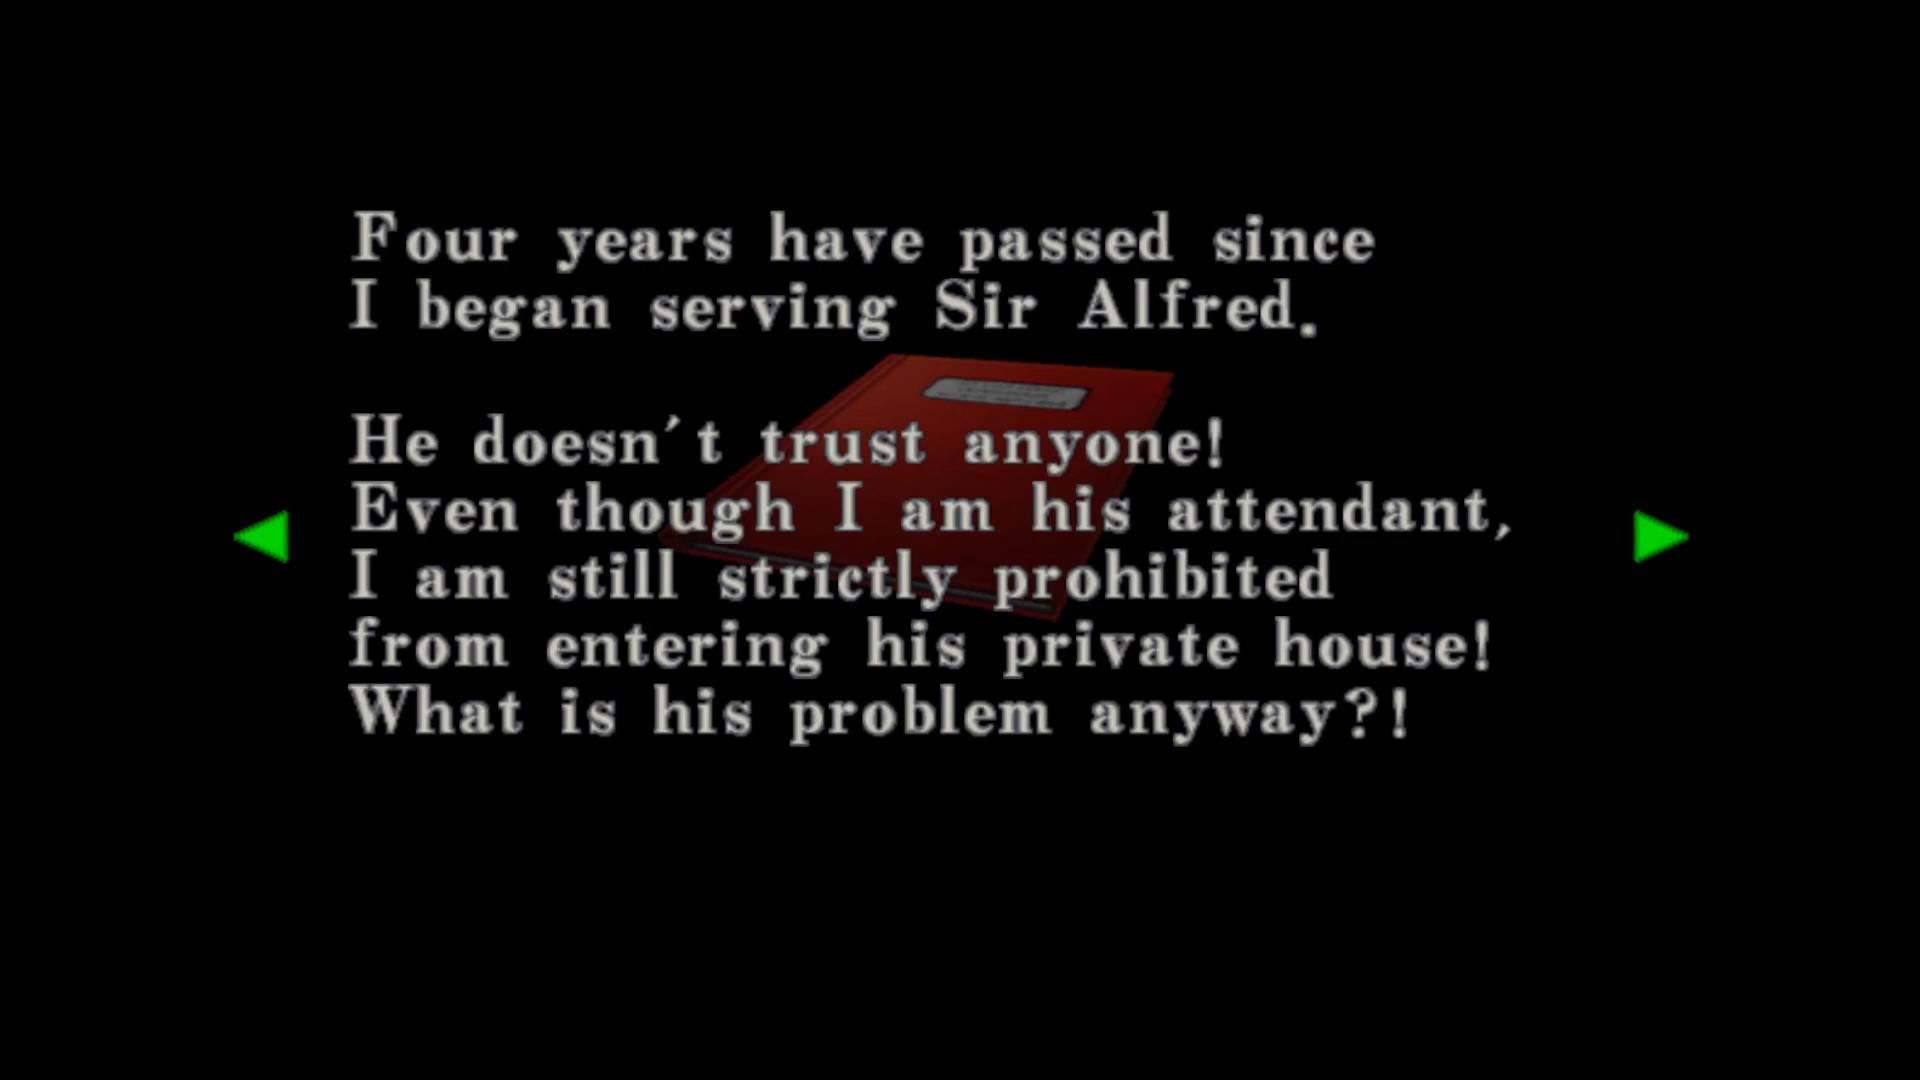 Four years have passed since
I began serving Sir Alfred.
He doesn't trust anyone!
Even though I am his attendant,
I am still strictly prohibited
from entering his private house!
What is his problem anyway?!